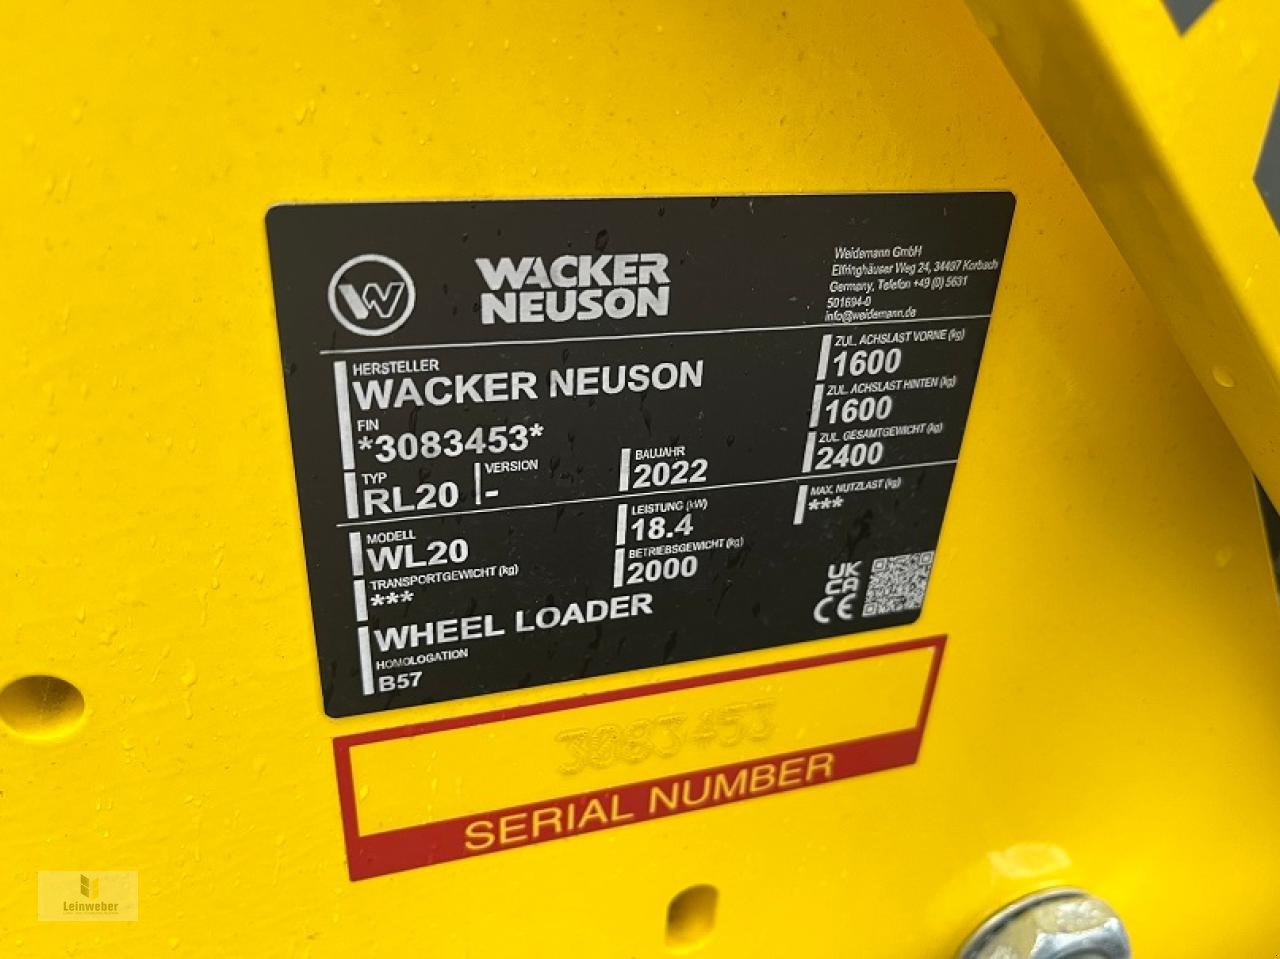 WACKER
NEUSON
Weidemann GmbH
Elfringhäuser Weg 24, 34497 Korbach
Germany, Telefon +49 (0) 5631
501694-0
info@weidemann.de
HERSTELLER
WACKER NEUSON
FIN
*3083453*
TYP
RL20
VERSION
-
BAUJAHR
2022
ZUL. ACHSLAST VORNE (kg)
1600
ZUL. ACHSLAST HINTEN (kg)
1600
ZUL. GESAMTGEWICHT (kg)
2400
MODELL
WL20
LEISTUNG (kW)
18.4
MAX. NUTZLAST (kg)
***
TRANSPORTGEWICHT (kg)
***
BETRIEBSGEWICHT (kg)
2000
WHEEL LOADER
HOMOLOGATION
B57
UK
CA
CE
3083453
SERIAL NUMBER
Leinweber